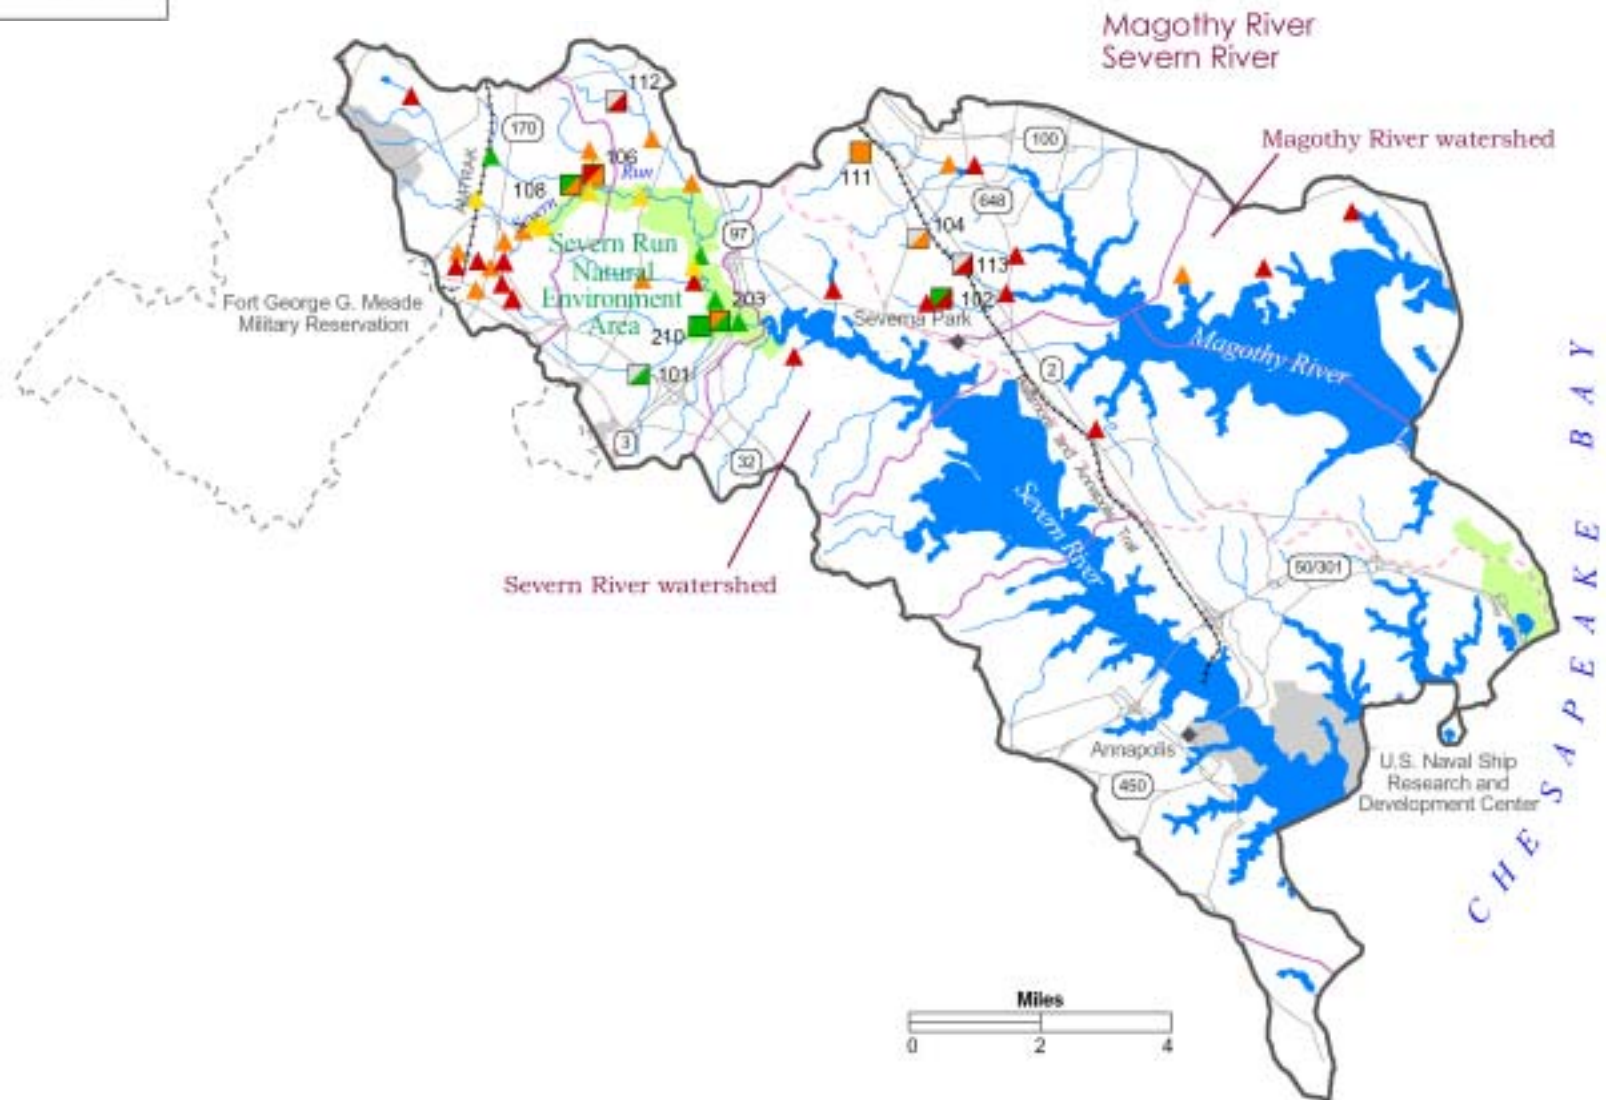 Magothy River
Severn River
112
170
100
Magothy River watershed
106
Run
108
AMTRAK
Severn
111
648
104
97
Severn Run
Natural
Environment
Area
113
203
102
Fort George G. Meade
Military Reservation
Severna Park
210
Magothy River
101
2
3
32
and Annapolis Trail
Severn River
CHESAPEAKE BAY
50/301
Severn River watershed
Annapolis
U.S. Naval Ship
Research and
Development Center
450
Miles
0 2 4